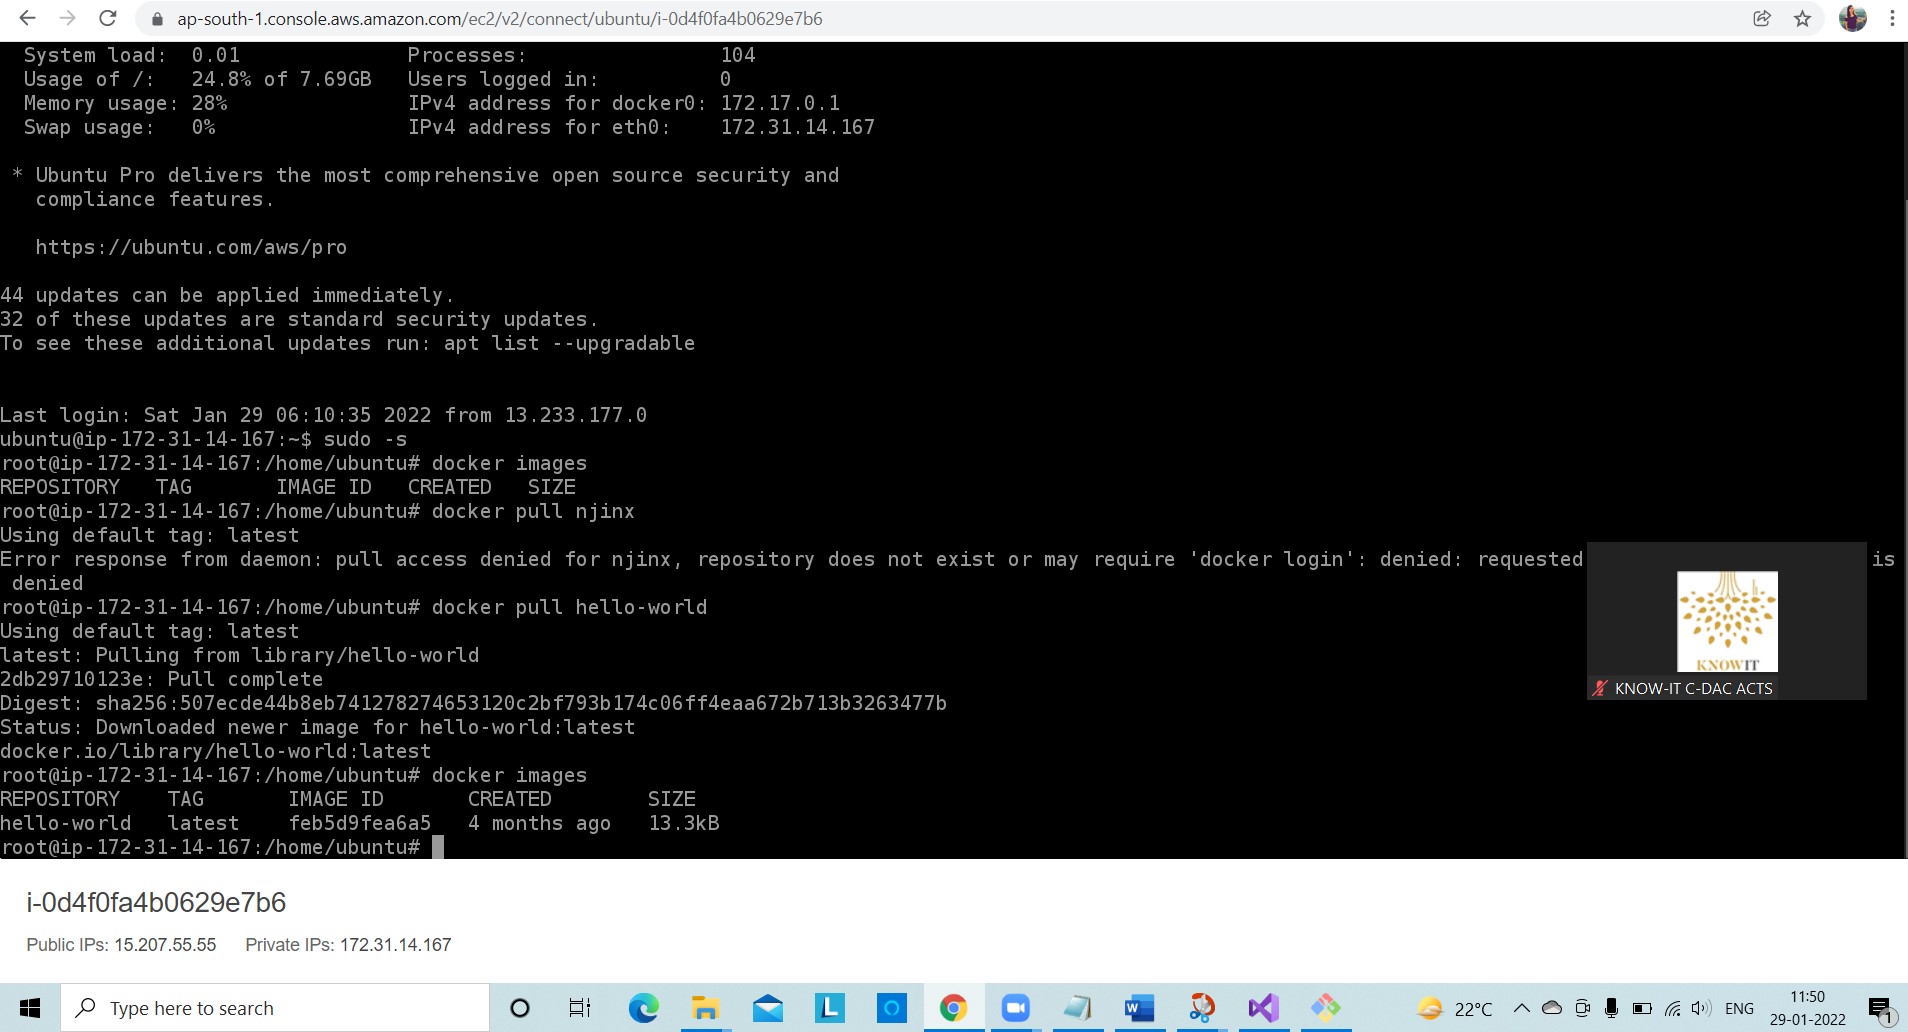 ap-south-1.console.aws.amazon.com/ec2/v2/connect/ubuntu/i-0d4f0fa4b0629e7b6
System load: 0.01 Processes: 104
Usage of /: 24.8% of 7.69GB Users logged in: 0
Memory usage: 28% IPv4 address for docker0: 172.17.0.1
Swap usage: 0% IPv4 address for eth0: 172.31.14.167
* Ubuntu Pro delivers the most comprehensive open source security and
compliance features.
https://ubuntu.com/aws/pro
44 updates can be applied immediately.
32 of these updates are standard security updates.
To see these additional updates run: apt list --upgradable
Last login: Sat Jan 29 06:10:35 2022 from 13.233.177.0
ubuntu@ip-172-31-14-167:~$ sudo -s
root@ip-172-31-14-167:/home/ubuntu# docker images
REPOSITORY TAG IMAGE ID CREATED SIZE
root@ip-172-31-14-167:/home/ubuntu# docker pull njinx
Using default tag: latest
Error response from daemon: pull access denied for njinx, repository does not exist or may require 'docker login': denied: requested is
denied
root@ip-172-31-14-167:/home/ubuntu# docker pull hello-world
Using default tag: latest
latest: Pulling from library/hello-world
2db29710123e: Pull complete
Digest: sha256:507ecde44b8eb741278274653120c2bf793b174c06ff4eaa672b713b3263477b
Status: Downloaded newer image for hello-world:latest
docker.io/library/hello-world:latest
root@ip-172-31-14-167:/home/ubuntu# docker images
REPOSITORY TAG IMAGE ID CREATED SIZE
hello-world latest feb5d9fea6a5 4 months ago 13.3kB
root@ip-172-31-14-167:/home/ubuntu#
KNOWIT
KNOW-IT C-DAC ACTS
i-0d4f0fa4b0629e7b6
Public IPs: 15.207.55.55 Private IPs: 172.31.14.167
Type here to search
L
W
22°C
ENG
11:50
29-01-2022
1